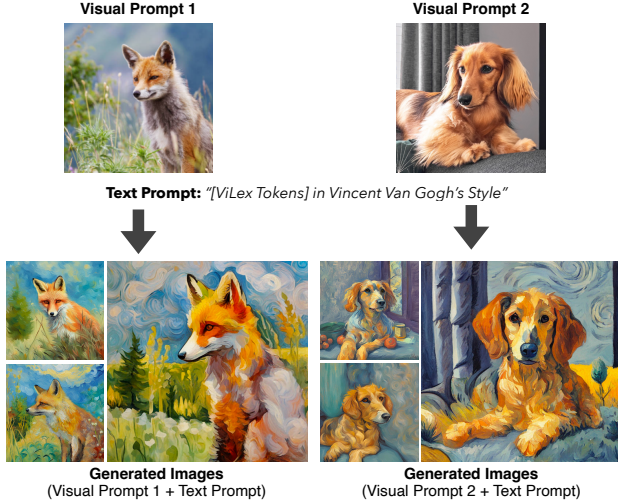 Visual Prompt 1
Visual Prompt 2
Text Prompt: “[ViLex Tokens] in Vincent Van Gogh’s Style”
Generated Images
(Visual Prompt 1 + Text Prompt)
Generated Images
(Visual Prompt 2 + Text Prompt)